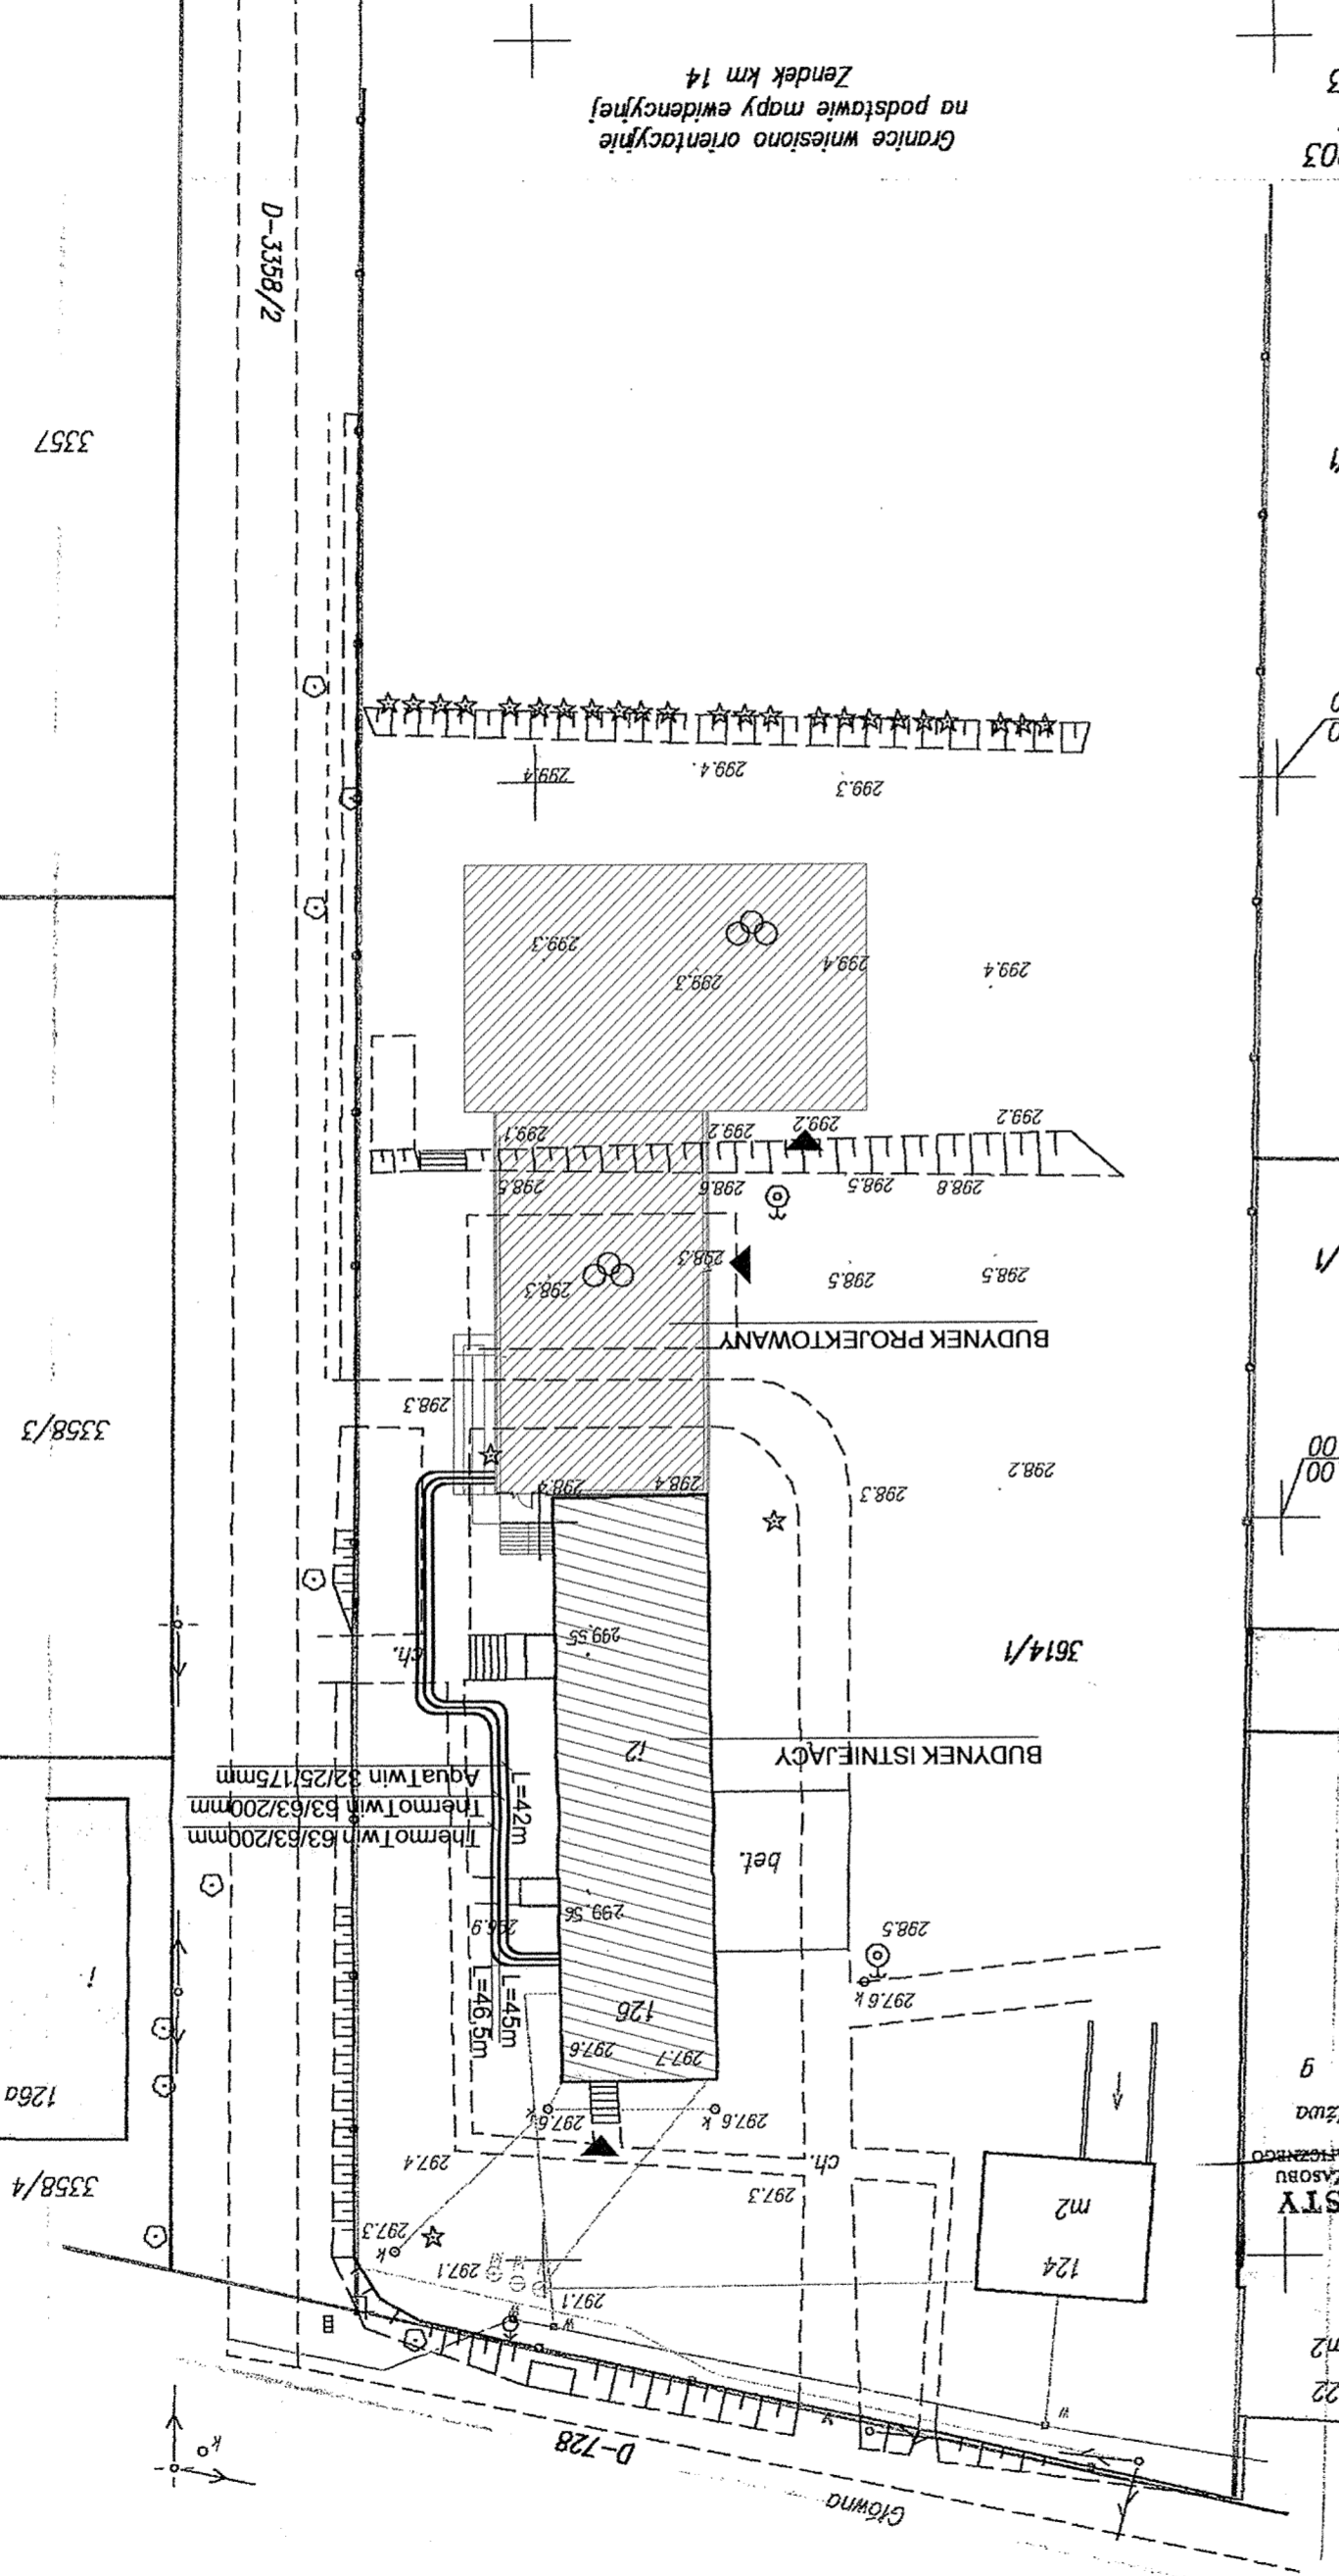 Granice wniesiono orientacyjnie
na podstawie mapy ewidencyjnej
Zendek km 14
D-3358/2
3357
299.4
299.4
299.3
299.3
299.3
299.4
299.4
299.1
299.2
299.2
299.2
298.5
298.6
298.5
298.8
298.3
298.3
298.5
298.5
BUDYNEK PROJEKTOWANY
298.3
3358/3
298.4
298.4
298.3
298.2
00
00
299.55
ch.
3614/1
i2
BUDYNEK ISTNIEJĄCY
AquaTwin 32/25/175mm
ThermoTwin 63/63/200mm
ThermoTwin 63/63/200mm
L=42m
bet.
i
299.56
298.5
L=46,5m
L=45m
126
297.6 k
297.6
297.7
126a
297.6
k
297.6 k
ch.
297.4
297.3
3358/4
m2
124
297.3
k
297.1
297.1
w
w
D-728
k
Główna